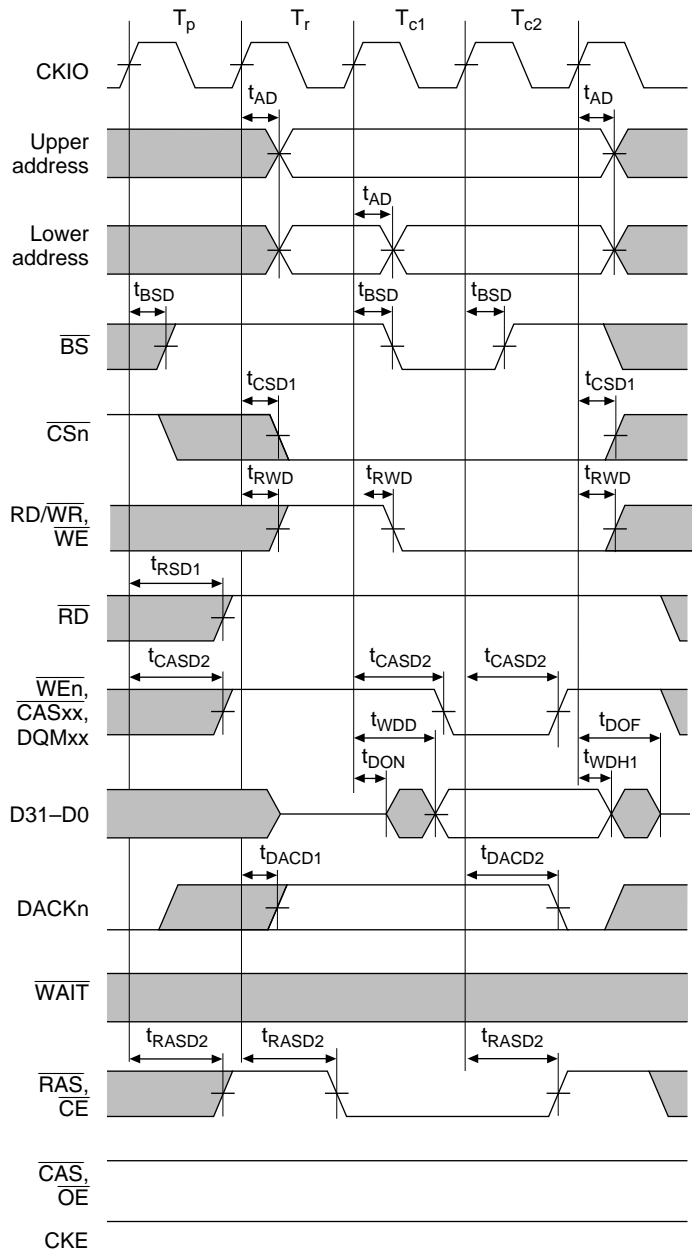 Tp Tr Tc1 Tc2
CKIO
tAD tAD
Upper
address
tAD
Lower
address
tBSD tBSD tBSD
BS
tCSD1 tCSD1
CSn
tRWD tRWD tRWD
RD/WR,
WE
tRSD1
RD
tCASD2 tCASD2 tCASD2
WEn,
CASxx,
DQMxx
tWDD tDOF
tDON tWDH1
D31–D0
tDACD1 tDACD2
DACKn
WAIT
tRASD2 tRASD2 tRASD2
RAS,
CE
CAS,
OE
CKE